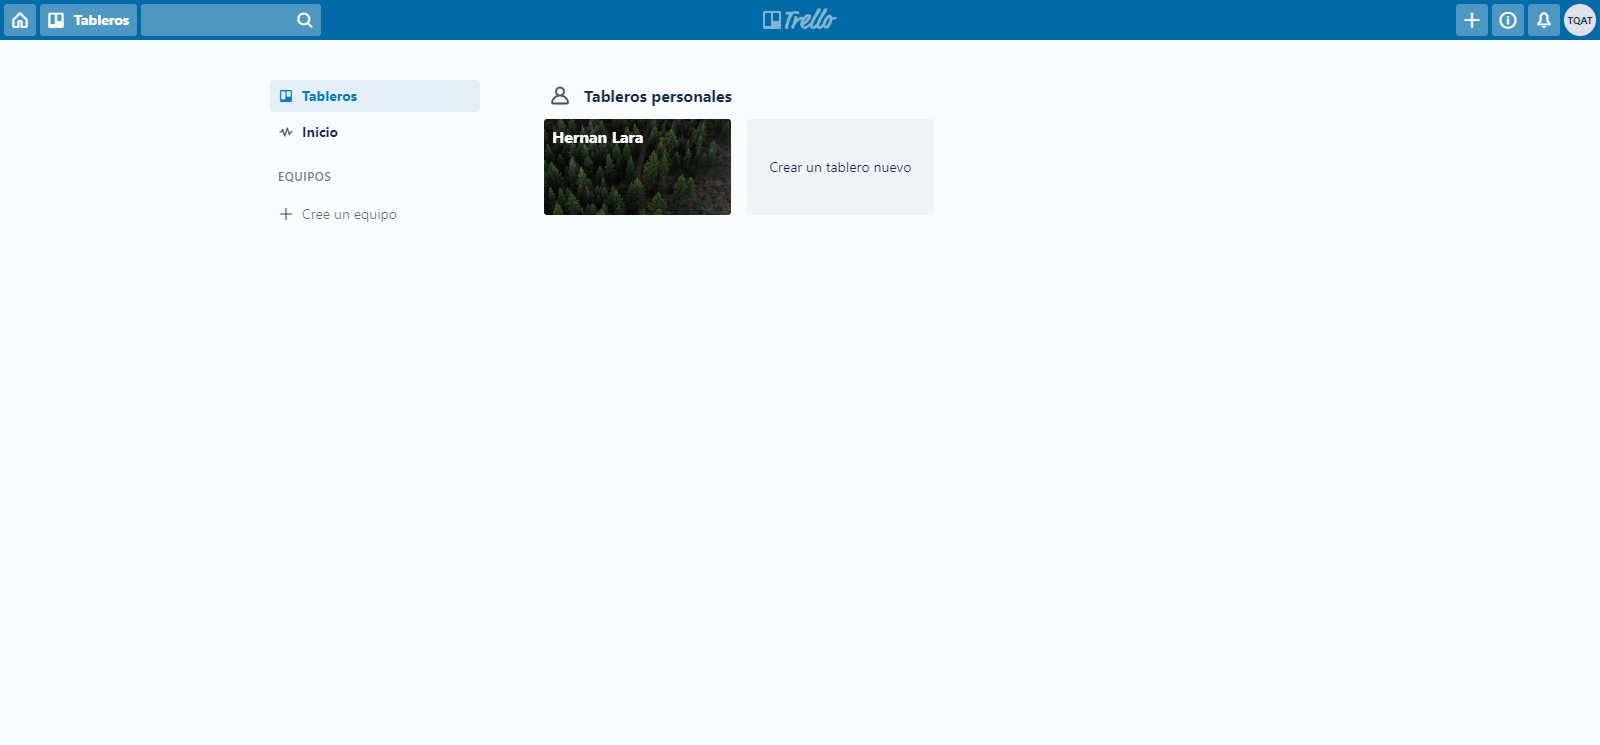 Tableros
Trello
TQAT
Tableros
Inicio
EQUIPOS
Cree un equipo
Tableros personales
Hernan Lara
Crear un tablero nuevo